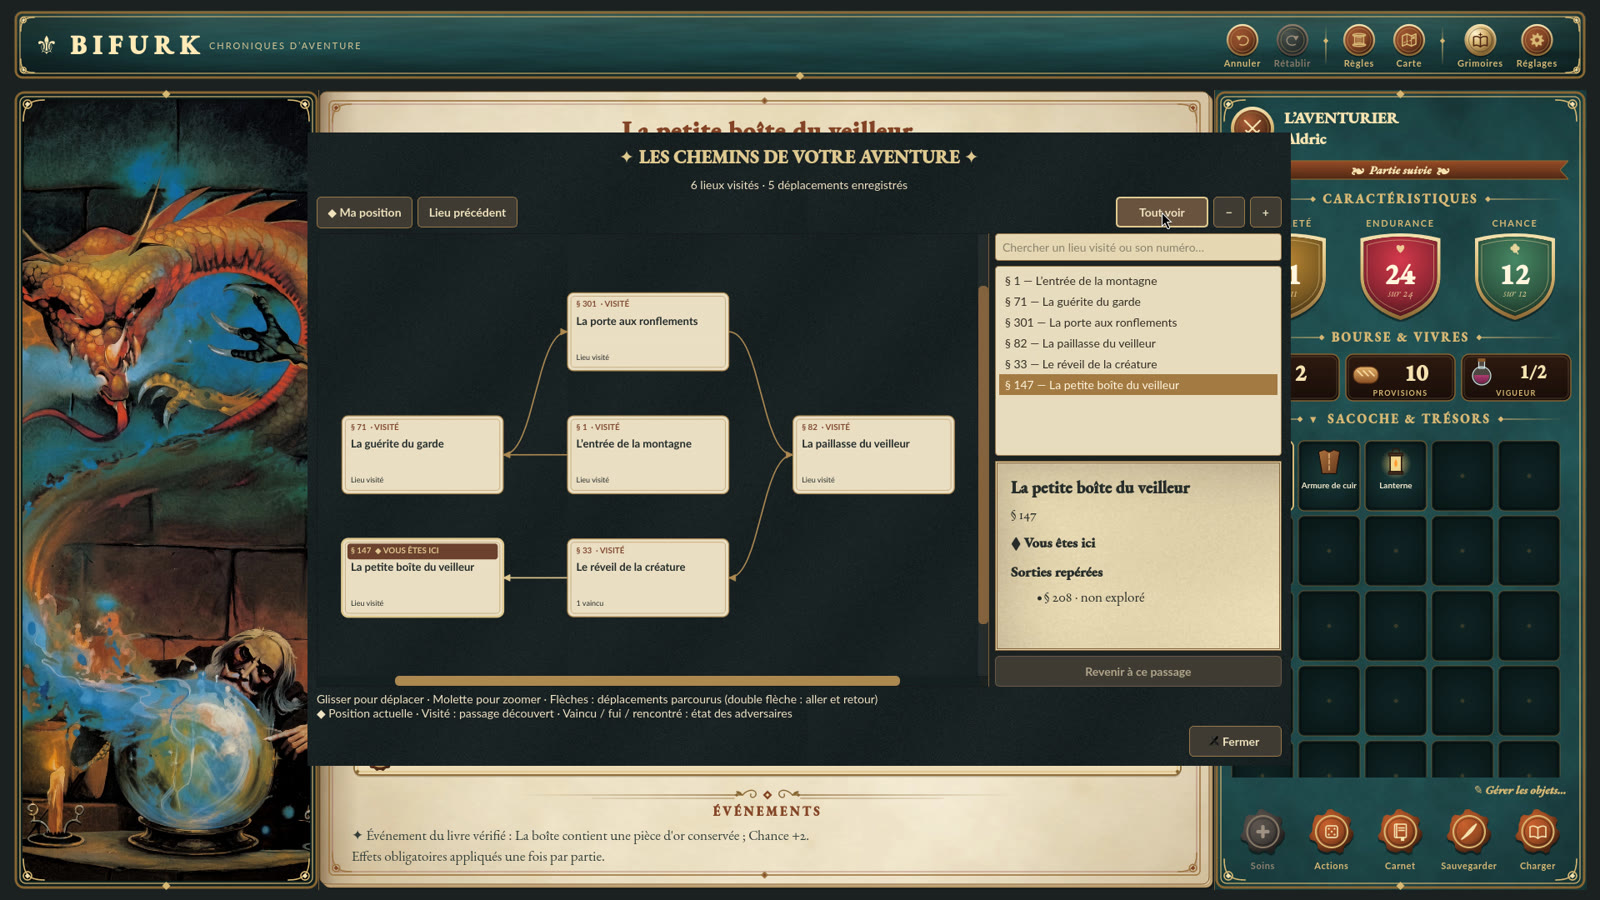 BIFURK CHRONIQUES D'AVENTURE
Annuler Rétablir Règles Carte Grimoires Réglages
La petite boîte du veilleur
✦ LES CHEMINS DE VOTRE AVENTURE ✦
6 lieux visités · 5 déplacements enregistrés
◆ Ma position
Lieu précédent
Tout voir
−
+
§ 301 · VISITÉ
La porte aux ronflements
Lieu visité
§ 71 · VISITÉ
La guérite du garde
Lieu visité
§ 1 · VISITÉ
L'entrée de la montagne
Lieu visité
§ 82 · VISITÉ
La paillasse du veilleur
Lieu visité
§ 147 ◆ VOUS ÊTES ICI
La petite boîte du veilleur
Lieu visité
§ 33 · VISITÉ
Le réveil de la créature
1 vaincu
Chercher un lieu visité ou son numéro...
§ 1 — L'entrée de la montagne
§ 71 — La guérite du garde
§ 301 — La porte aux ronflements
§ 82 — La paillasse du veilleur
§ 33 — Le réveil de la créature
§ 147 — La petite boîte du veilleur
La petite boîte du veilleur
§ 147
♦ Vous êtes ici
Sorties repérées
• § 208 · non exploré
Revenir à ce passage
Glisser pour déplacer · Molette pour zoomer · Flèches : déplacements parcourus (double flèche : aller et retour)
◆ Position actuelle · Visité : passage découvert · Vaincu / fui / rencontré : état des adversaires
Fermer
ÉVÉNEMENTS
✦ Événement du livre vérifié : La boîte contient une pièce d'or conservée ; Chance +2.
Effets obligatoires appliqués une fois par partie.
L'AVENTURIER
Aldric
Partie suivie
CARACTÉRISTIQUES
ETÉ ENDURANCE CHANCE
1 24 12
11 sur 24 sur 12
BOURSE & VIVRES
2 10 1/2
PROVISIONS VIGUEUR
▼ SACOCHE & TRÉSORS
Armure de cuir Lanterne
✎ Gérer les objets...
Soins Actions Carnet Sauvegarder Charger